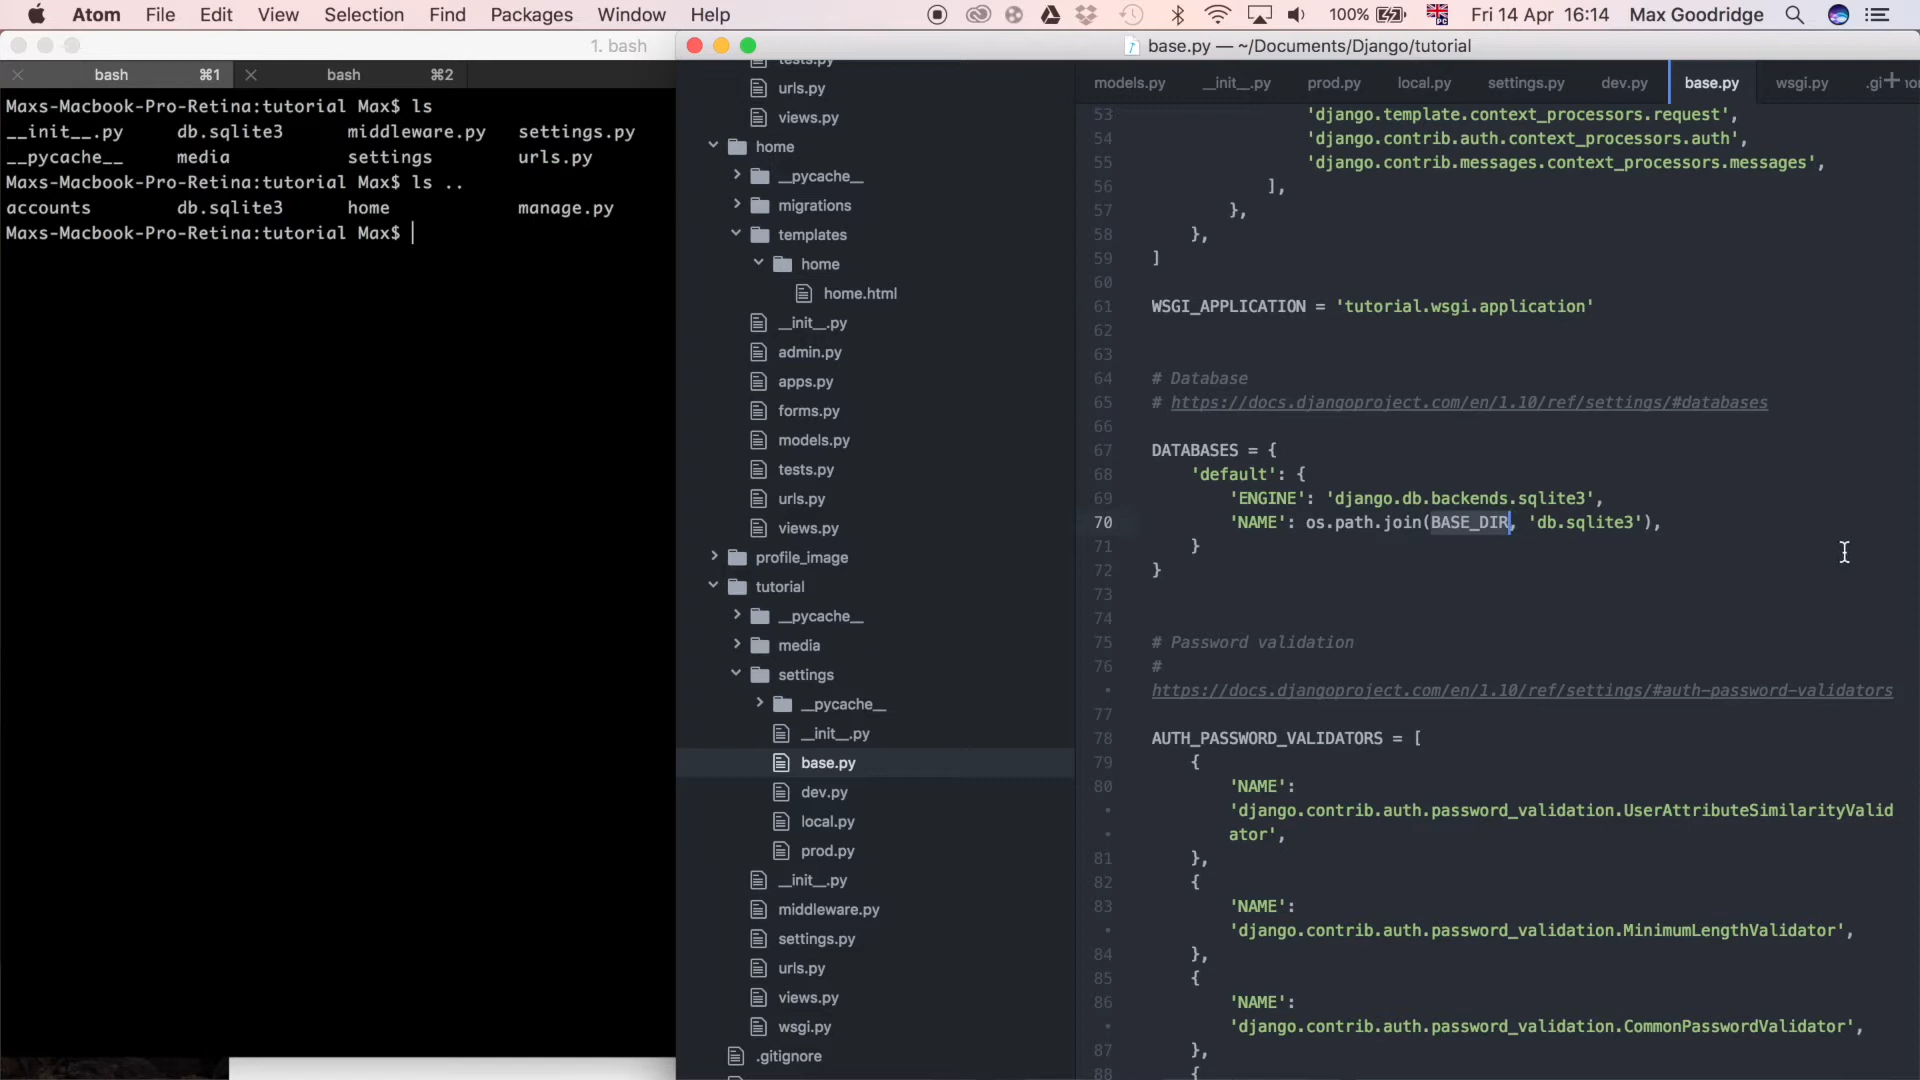 Atom File Edit View Selection Find Packages Window Help 100% Fri 14 Apr 16:14 Max Goodridge
1. bash
bash ⌘1 bash ⌘2
Maxs-Macbook-Pro-Retina:tutorial Max$ ls
__init__.py db.sqlite3 middleware.py settings.py
__pycache__ media settings urls.py
Maxs-Macbook-Pro-Retina:tutorial Max$ ls ..
accounts db.sqlite3 home manage.py
Maxs-Macbook-Pro-Retina:tutorial Max$
base.py — ~/Documents/Django/tutorial
tests.py
urls.py
views.py
home
__pycache__
migrations
templates
home
home.html
__init__.py
admin.py
apps.py
forms.py
models.py
tests.py
urls.py
views.py
profile_image
tutorial
__pycache__
media
settings
__pycache__
__init__.py
base.py
dev.py
local.py
prod.py
__init__.py
middleware.py
settings.py
urls.py
views.py
wsgi.py
.gitignore
models.py __init__.py prod.py local.py settings.py dev.py base.py wsgi.py .gi
53 'django.template.context_processors.request',
54 'django.contrib.auth.context_processors.auth',
55 'django.contrib.messages.context_processors.messages',
56 ],
57 },
58 },
59 ]
60
61 WSGI_APPLICATION = 'tutorial.wsgi.application'
62
63
64 # Database
65 # https://docs.djangoproject.com/en/1.10/ref/settings/#databases
66
67 DATABASES = {
68 'default': {
69 'ENGINE': 'django.db.backends.sqlite3',
70 'NAME': os.path.join(BASE_DIR, 'db.sqlite3'),
71 }
72 }
73
74
75 # Password validation
76 #
• https://docs.djangoproject.com/en/1.10/ref/settings/#auth-password-validators
77
78 AUTH_PASSWORD_VALIDATORS = [
79 {
80 'NAME':
• 'django.contrib.auth.password_validation.UserAttributeSimilarityValid
• ator',
81 },
82 {
83 'NAME':
• 'django.contrib.auth.password_validation.MinimumLengthValidator',
84 },
85 {
86 'NAME':
• 'django.contrib.auth.password_validation.CommonPasswordValidator',
87 },
88 {